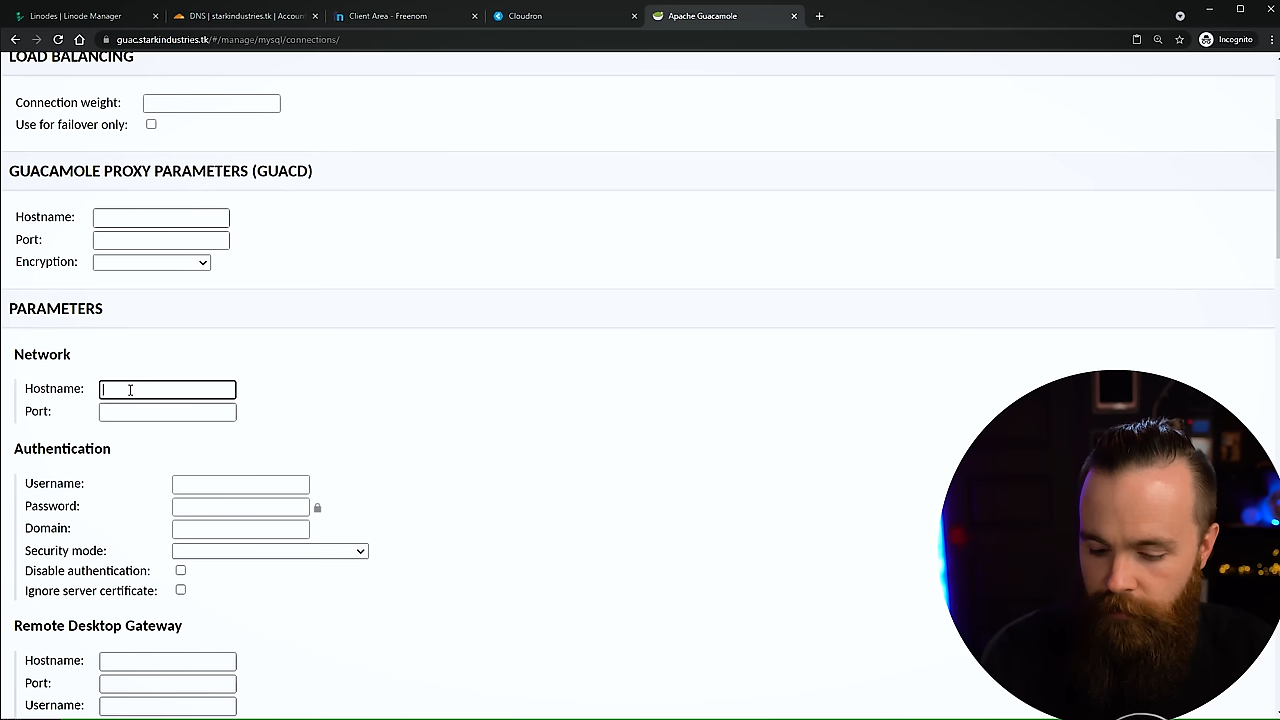 Linodes | Linode Manager
DNS | starkindustries.tk | Accoun
Client Area - Freenom
Cloudron
Apache Guacamole
guac.starkindustries.tk/#/manage/mysql/connections/
Incognito
LOAD BALANCING
Connection weight:
Use for failover only:
GUACAMOLE PROXY PARAMETERS (GUACD)
Hostname:
Port:
Encryption:
PARAMETERS
Network
Hostname:
Port:
Authentication
Username:
Password:
Domain:
Security mode:
Disable authentication:
Ignore server certificate:
Remote Desktop Gateway
Hostname:
Port:
Username: